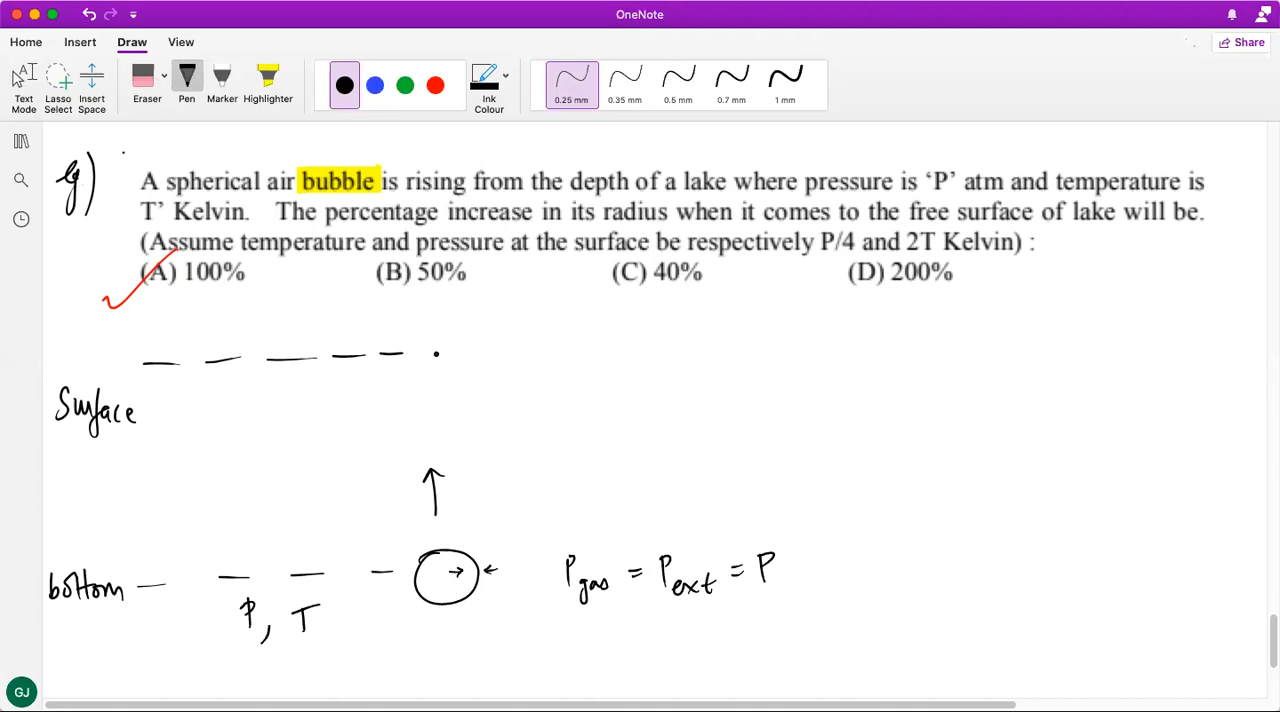 OneNote
Home Insert Draw View
Share
Text Mode
Lasso Select
Insert Space
Eraser
Pen
Marker
Highlighter
Ink Colour
0.25 mm
0.35 mm
0.5 mm
0.7 mm
1 mm
eg)
A spherical air bubble is rising from the depth of a lake where pressure is ‘P’ atm and temperature is
T’ Kelvin. The percentage increase in its radius when it comes to the free surface of lake will be.
(Assume temperature and pressure at the surface be respectively P/4 and 2T Kelvin) :
(A) 100% (B) 50% (C) 40% (D) 200%
Surface
bottom
P, T
Pgas = Pext = P
GJ